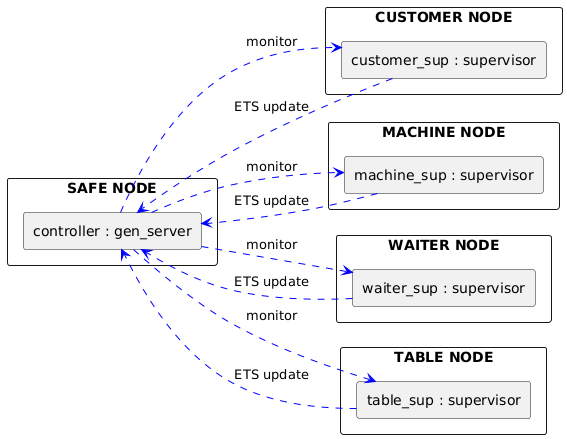 CUSTOMER NODE
monitor
customer_sup : supervisor
ETS update
MACHINE NODE
monitor
machine_sup : supervisor
SAFE NODE
ETS update
controller : gen_server
WAITER NODE
monitor
ETS update
waiter_sup : supervisor
monitor
TABLE NODE
ETS update
table_sup : supervisor